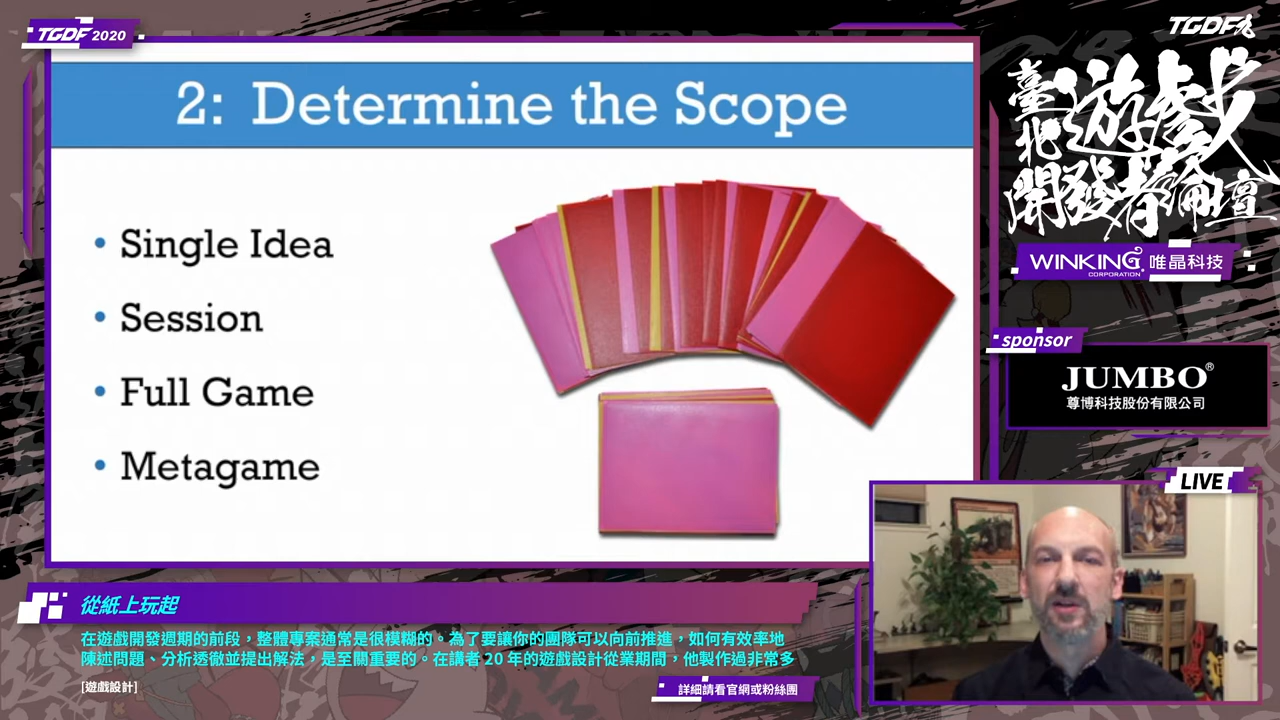 TGDF 2020
2: Determine the Scope
• Single Idea
• Session
• Full Game
• Metagame
TGDF
臺北遊戲
開發者論壇
WINKING CORPORATION 唯晶科技
sponsor
JUMBO®
尊博科技股份有限公司
LIVE
從紙上玩起
在遊戲開發週期的前段，整體專案通常是很模糊的。為了要讓你的團隊可以向前推進，如何有效率地
陳述問題、分析透徹並提出解法，是至關重要的。在講者 20 年的遊戲設計從業期間，他製作過非常多
[遊戲設計]
詳細請看官網或粉絲團